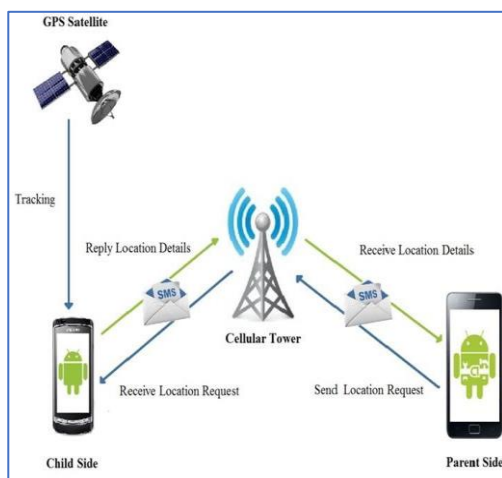 GPS Satellite
Tracking
Reply Location Details
Receive Location Details
SMS
SMS
Cellular Tower
Receive Location Request
Send Location Request
Child Side
Parent Side